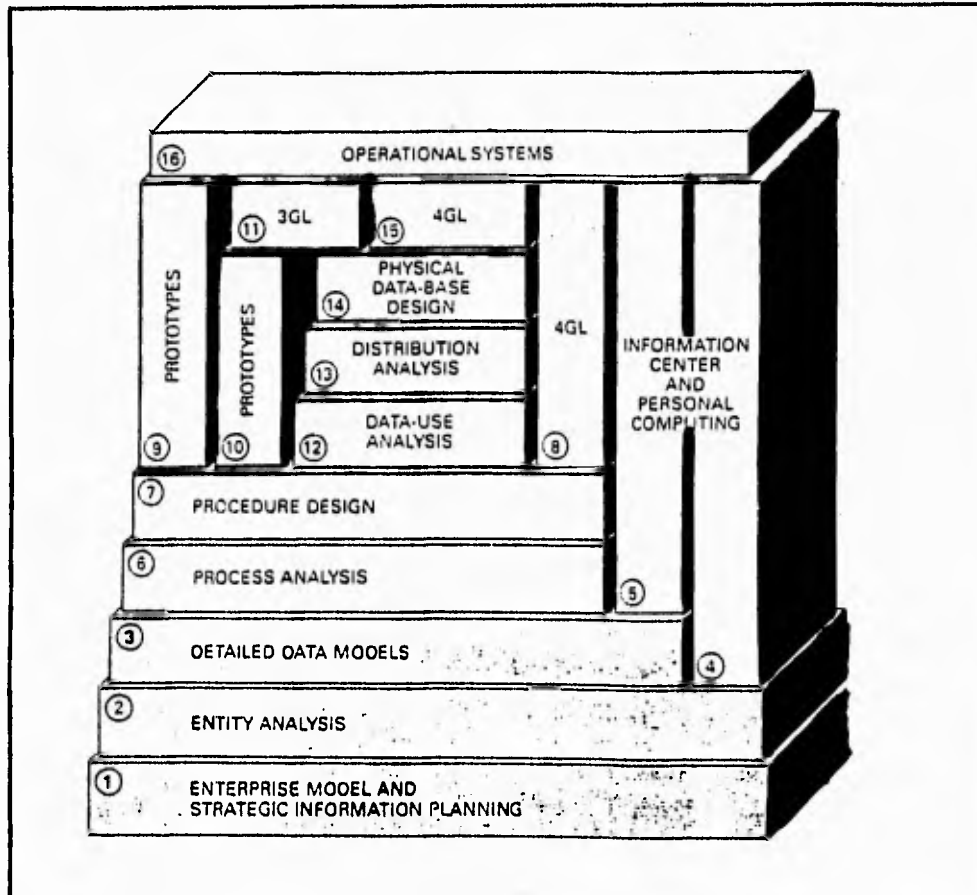 16 OPERATIONAL SYSTEMS
11 3GL
15 4GL
9 PROTOTYPES
10 PROTOTYPES
14 PHYSICAL
DATA-BASE
DESIGN
13 DISTRIBUTION
ANALYSIS
12 DATA-USE
ANALYSIS
8 4GL
INFORMATION
CENTER
AND
PERSONAL
COMPUTING
7 PROCEDURE DESIGN
6 PROCESS ANALYSIS
5
3 DETAILED DATA MODELS
4
2 ENTITY ANALYSIS
1 ENTERPRISE MODEL AND
STRATEGIC INFORMATION PLANNING